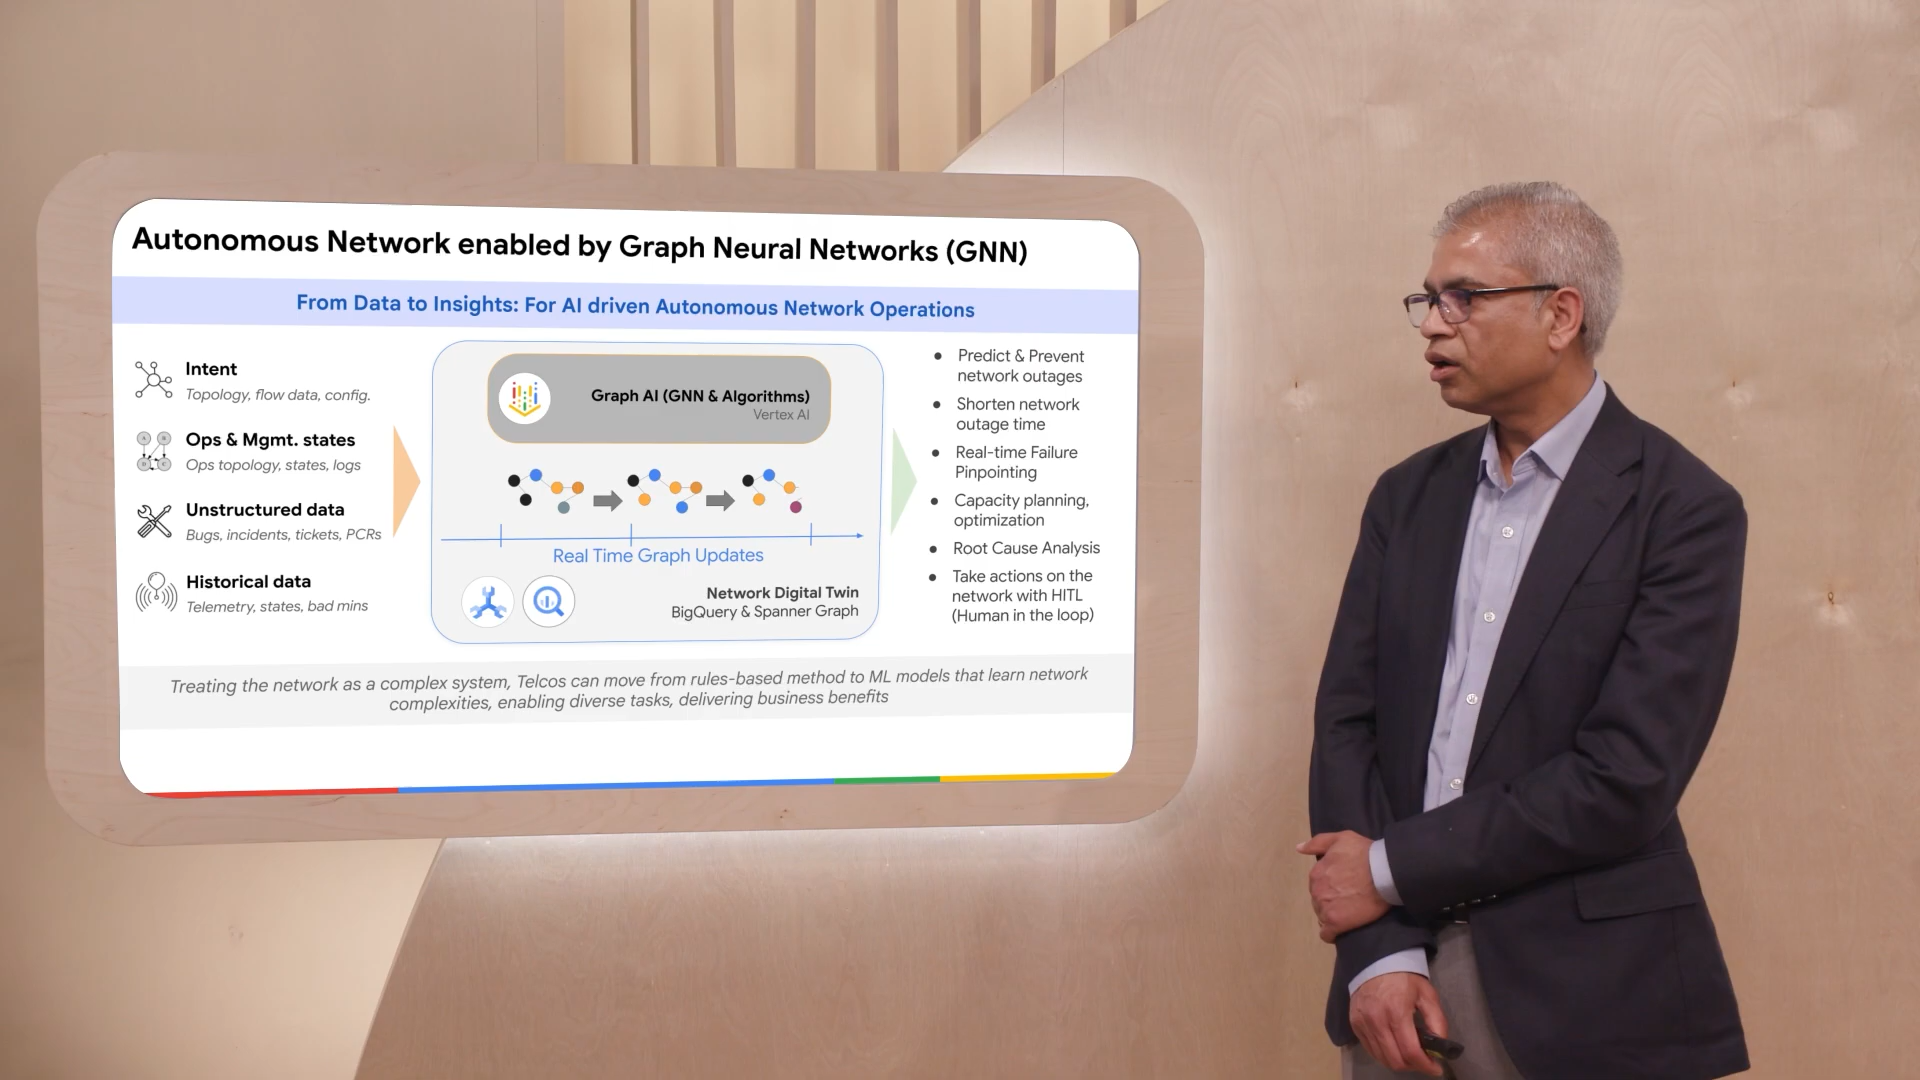 Autonomous Network enabled by Graph Neural Networks (GNN)
From Data to Insights: For AI driven Autonomous Network Operations
Intent
Topology, flow data, config.
Ops & Mgmt. states
Ops topology, states, logs
Unstructured data
Bugs, incidents, tickets, PCRs
Historical data
Telemetry, states, bad mins
Graph AI (GNN & Algorithms)
Vertex AI
Real Time Graph Updates
Network Digital Twin
BigQuery & Spanner Graph
Predict & Prevent
network outages
Shorten network
outage time
Real-time Failure
Pinpointing
Capacity planning,
optimization
Root Cause Analysis
Take actions on the
network with HITL
(Human in the loop)
Treating the network as a complex system, Telcos can move from rules-based method to ML models that learn network
complexities, enabling diverse tasks, delivering business benefits